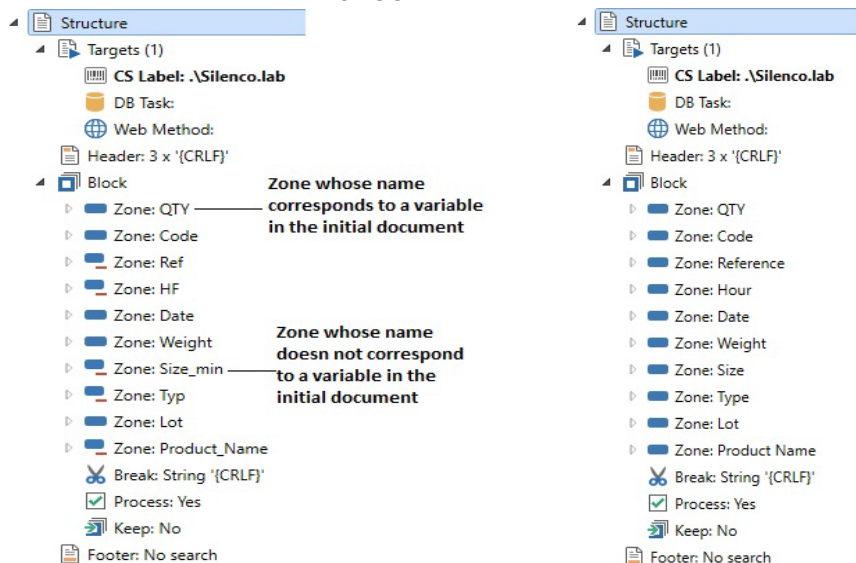 Structure
Targets (1)
CS Label: .\Silenco.lab
DB Task:
Web Method:
Header: 3 x '{CRLF}'
Block
Zone: QTY
Zone: Code
Zone: Ref
Zone: HF
Zone: Date
Zone: Weight
Zone: Size_min
Zone: Typ
Zone: Lot
Zone: Product_Name
Break: String '{CRLF}'
Process: Yes
Keep: No
Footer: No search
Zone whose name
corresponds to a variable
in the initial document
Zone whose name
doesn not correspond
to a variable in the
initial document
Structure
Targets (1)
CS Label: .\Silenco.lab
DB Task:
Web Method:
Header: 3 x '{CRLF}'
Block
Zone: QTY
Zone: Code
Zone: Reference
Zone: Hour
Zone: Date
Zone: Weight
Zone: Size
Zone: Type
Zone: Lot
Zone: Product Name
Break: String '{CRLF}'
Process: Yes
Keep: No
Footer: No search